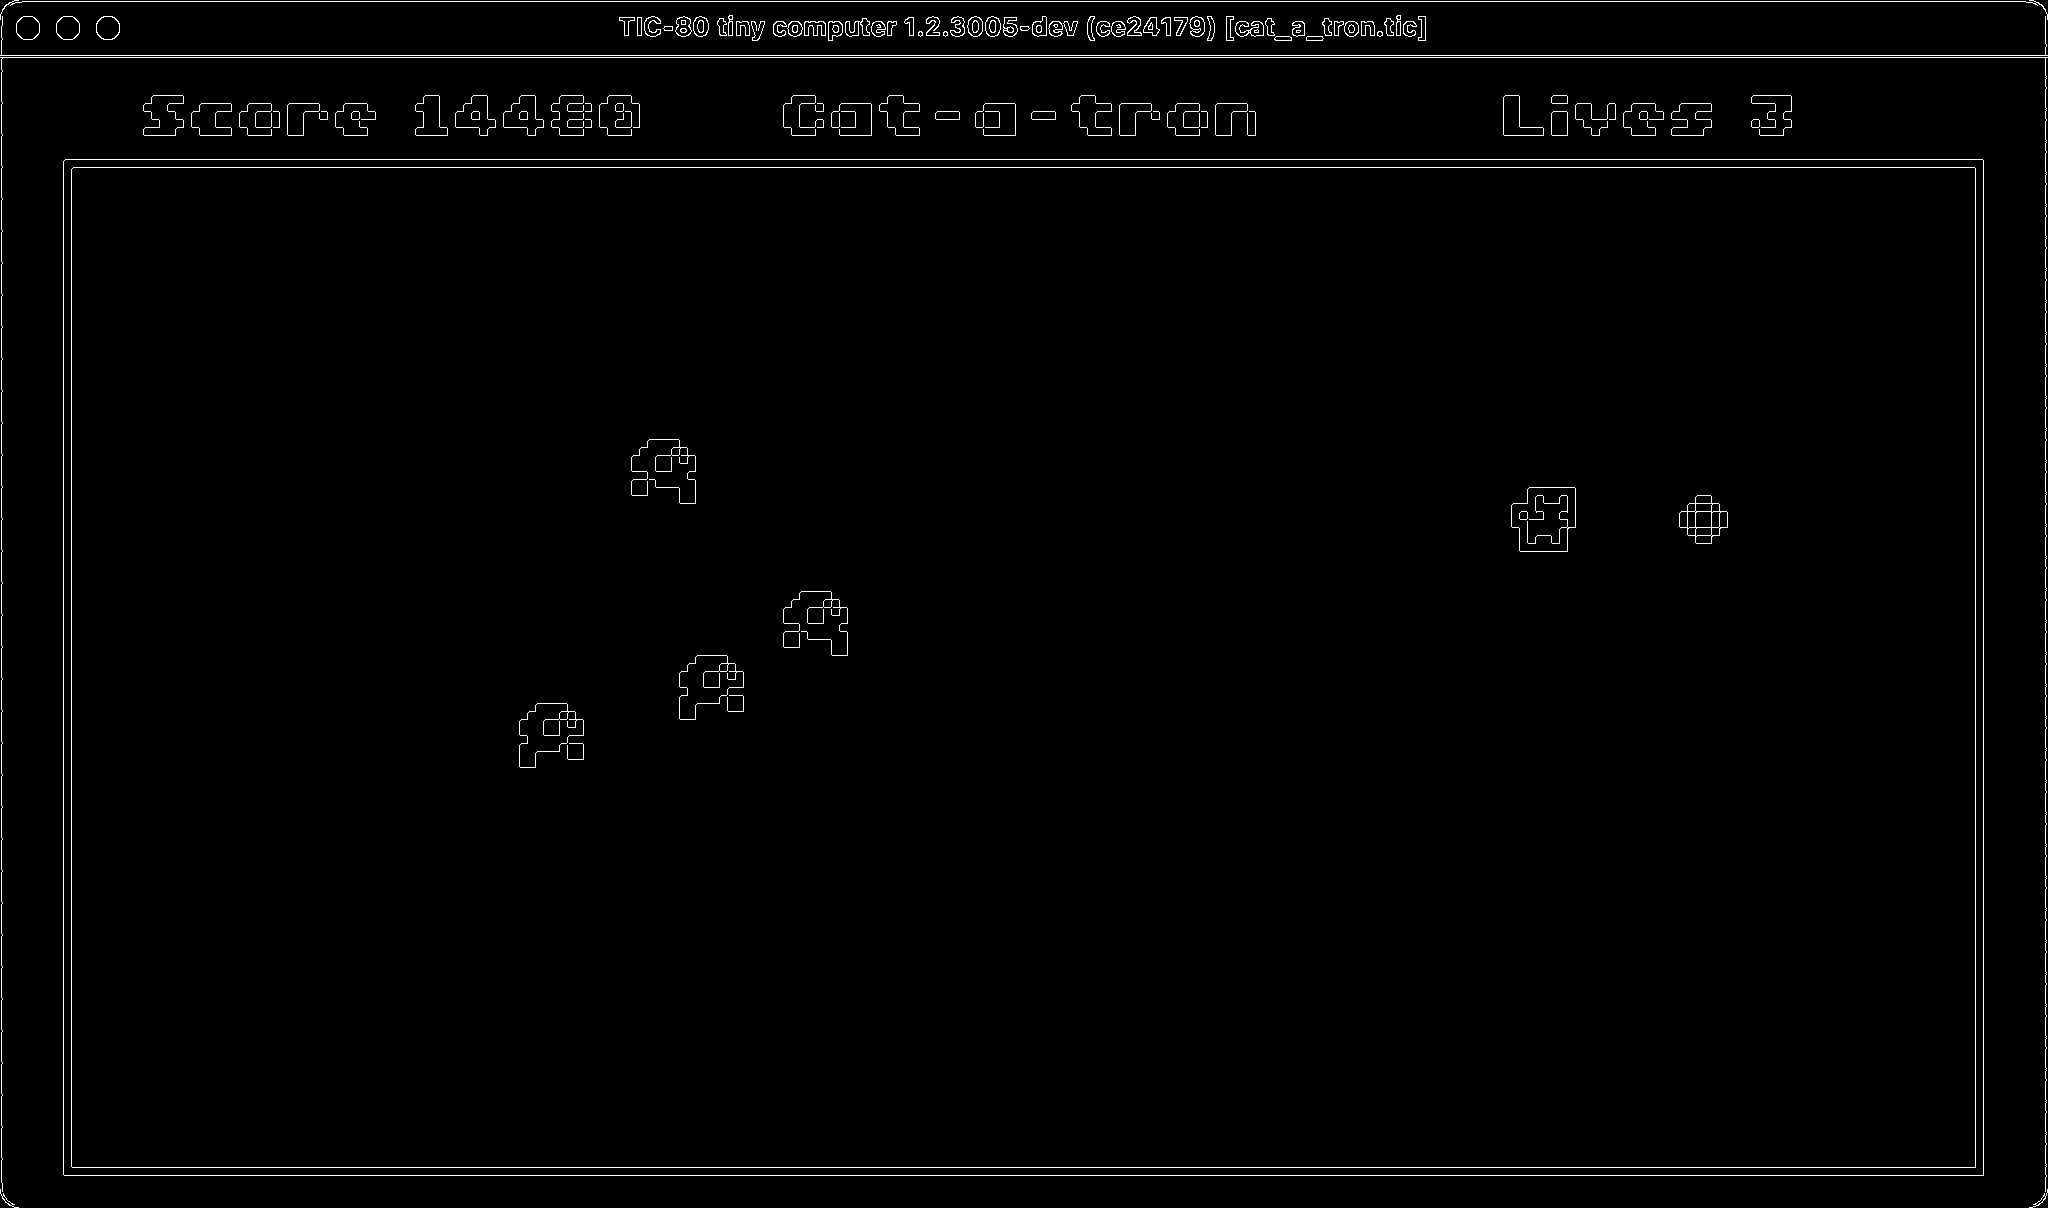 TIC-80 tiny computer 1.2.3005-dev (ce24179) [cat_a_tron.tic]
Score 14480 Cat-a-tron Lives 3